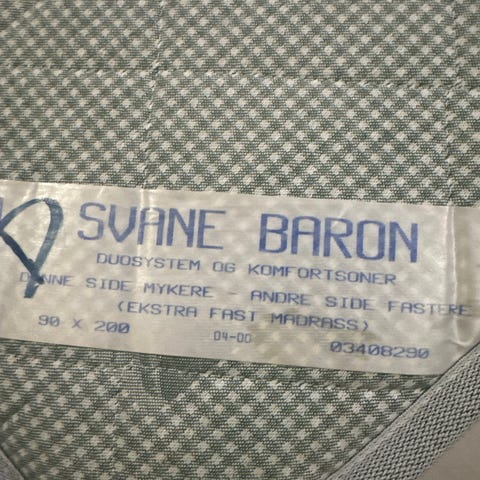 SVANE BARON
DUOSYSTEM OG KOMFORTSONER
DENNE SIDE MYKERE - ANDRE SIDE FASTERE
(EKSTRA FAST MADRASS)
90 X 200 04-00 03408290